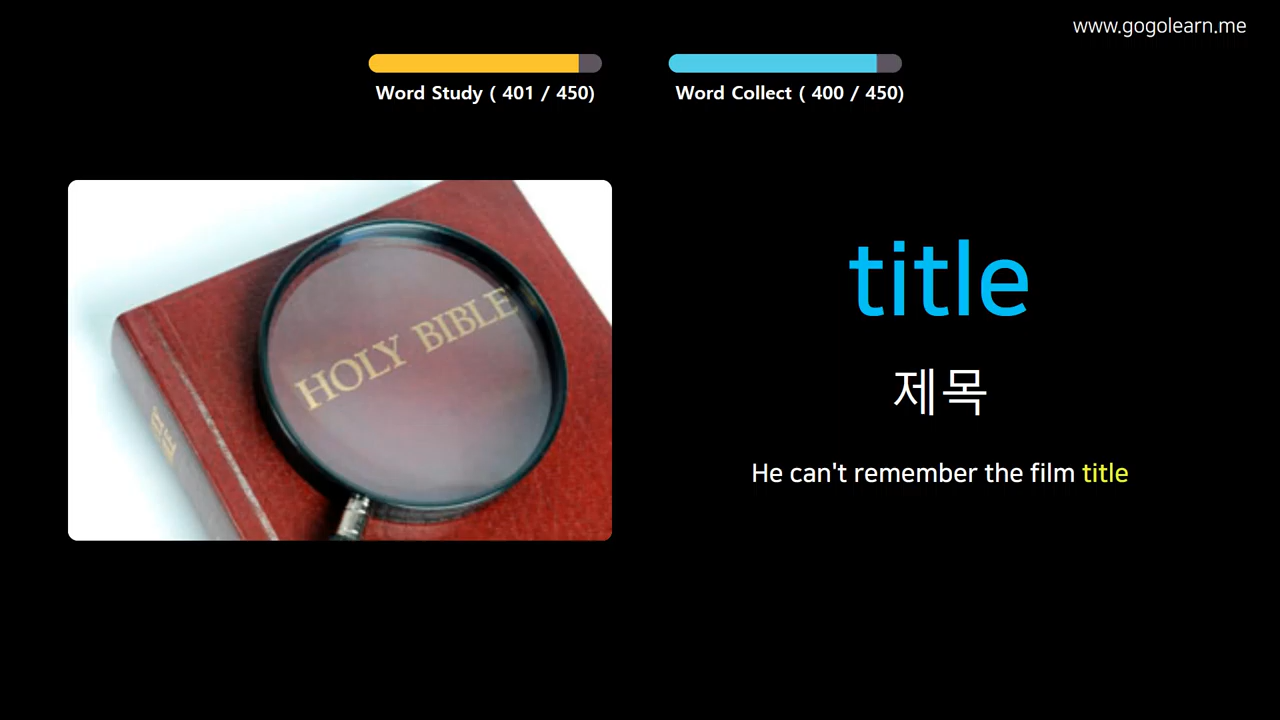 www.gogolearn.me
Word Study ( 401 / 450)
Word Collect ( 400 / 450)
HOLY BIBLE
title
제목
He can't remember the film title